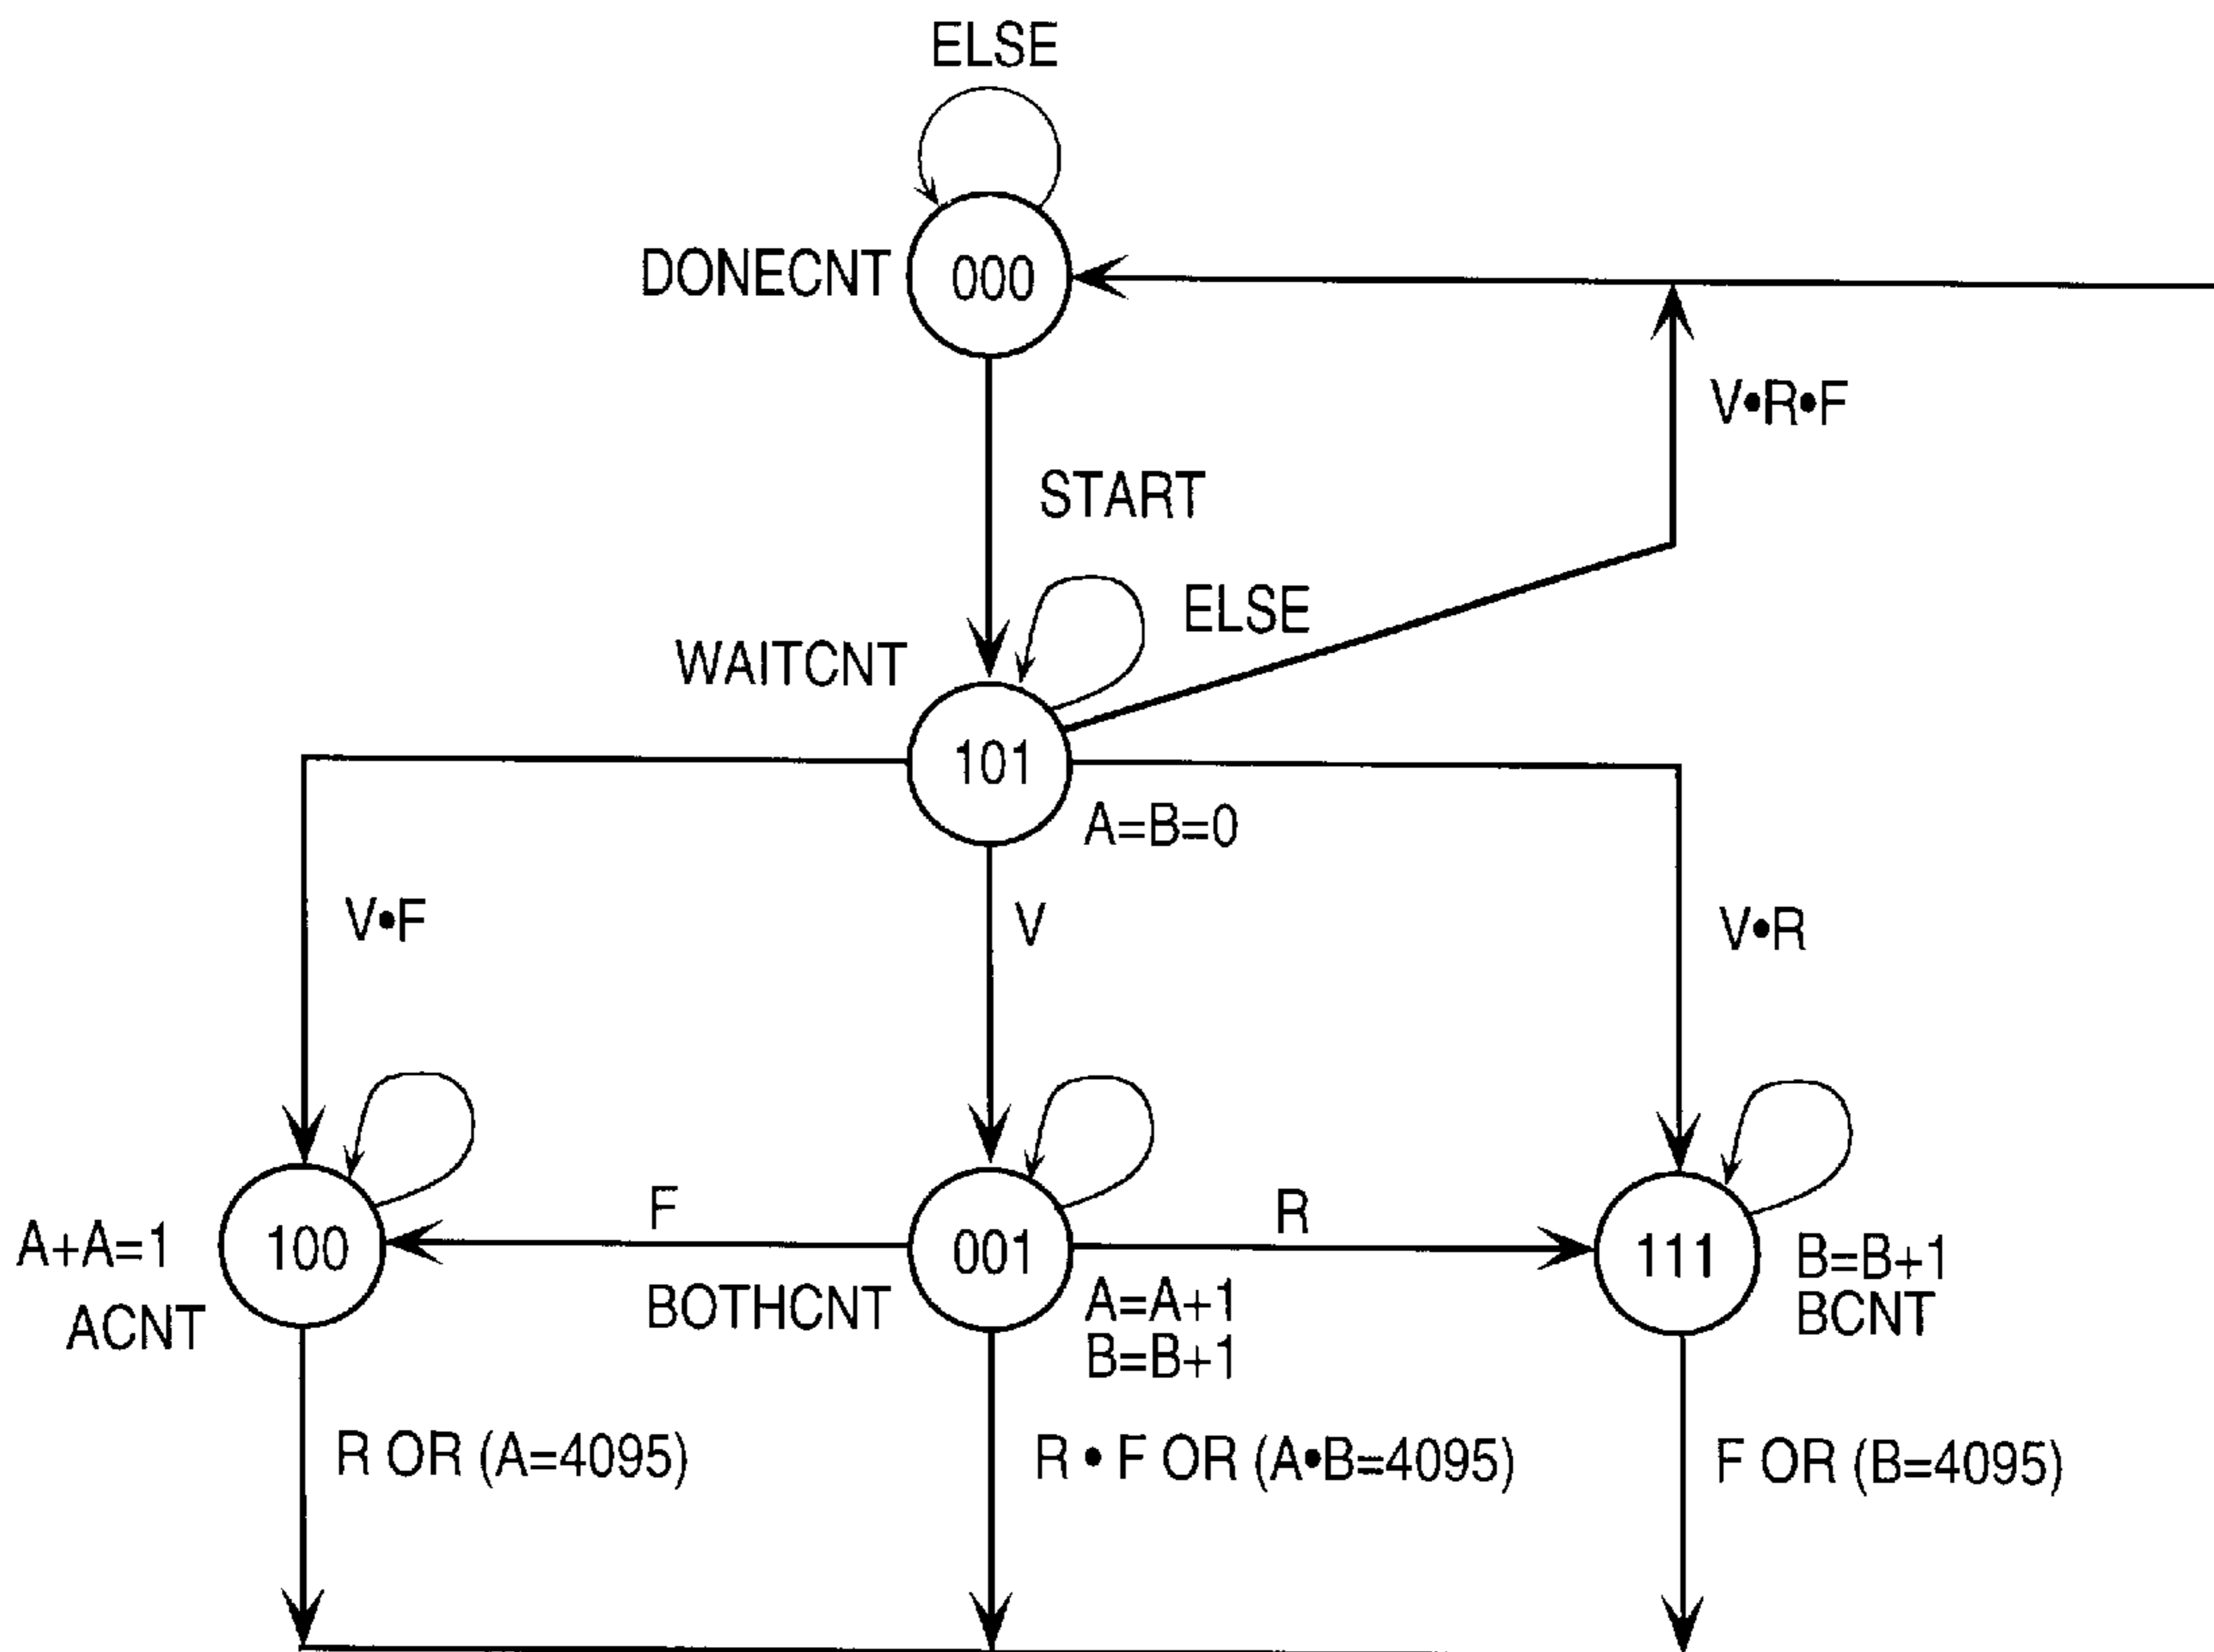 ELSE
DONECNT
000
V•R•F
START
ELSE
WAITCNT
101
A=B=0
V•F
V
V•R
F
R
A+A=1
100
001
111
B=B+1
ACNT
BOTHCNT
A=A+1
BCNT
B=B+1
R OR (A=4095)
R • F OR (A•B=4095)
F OR (B=4095)